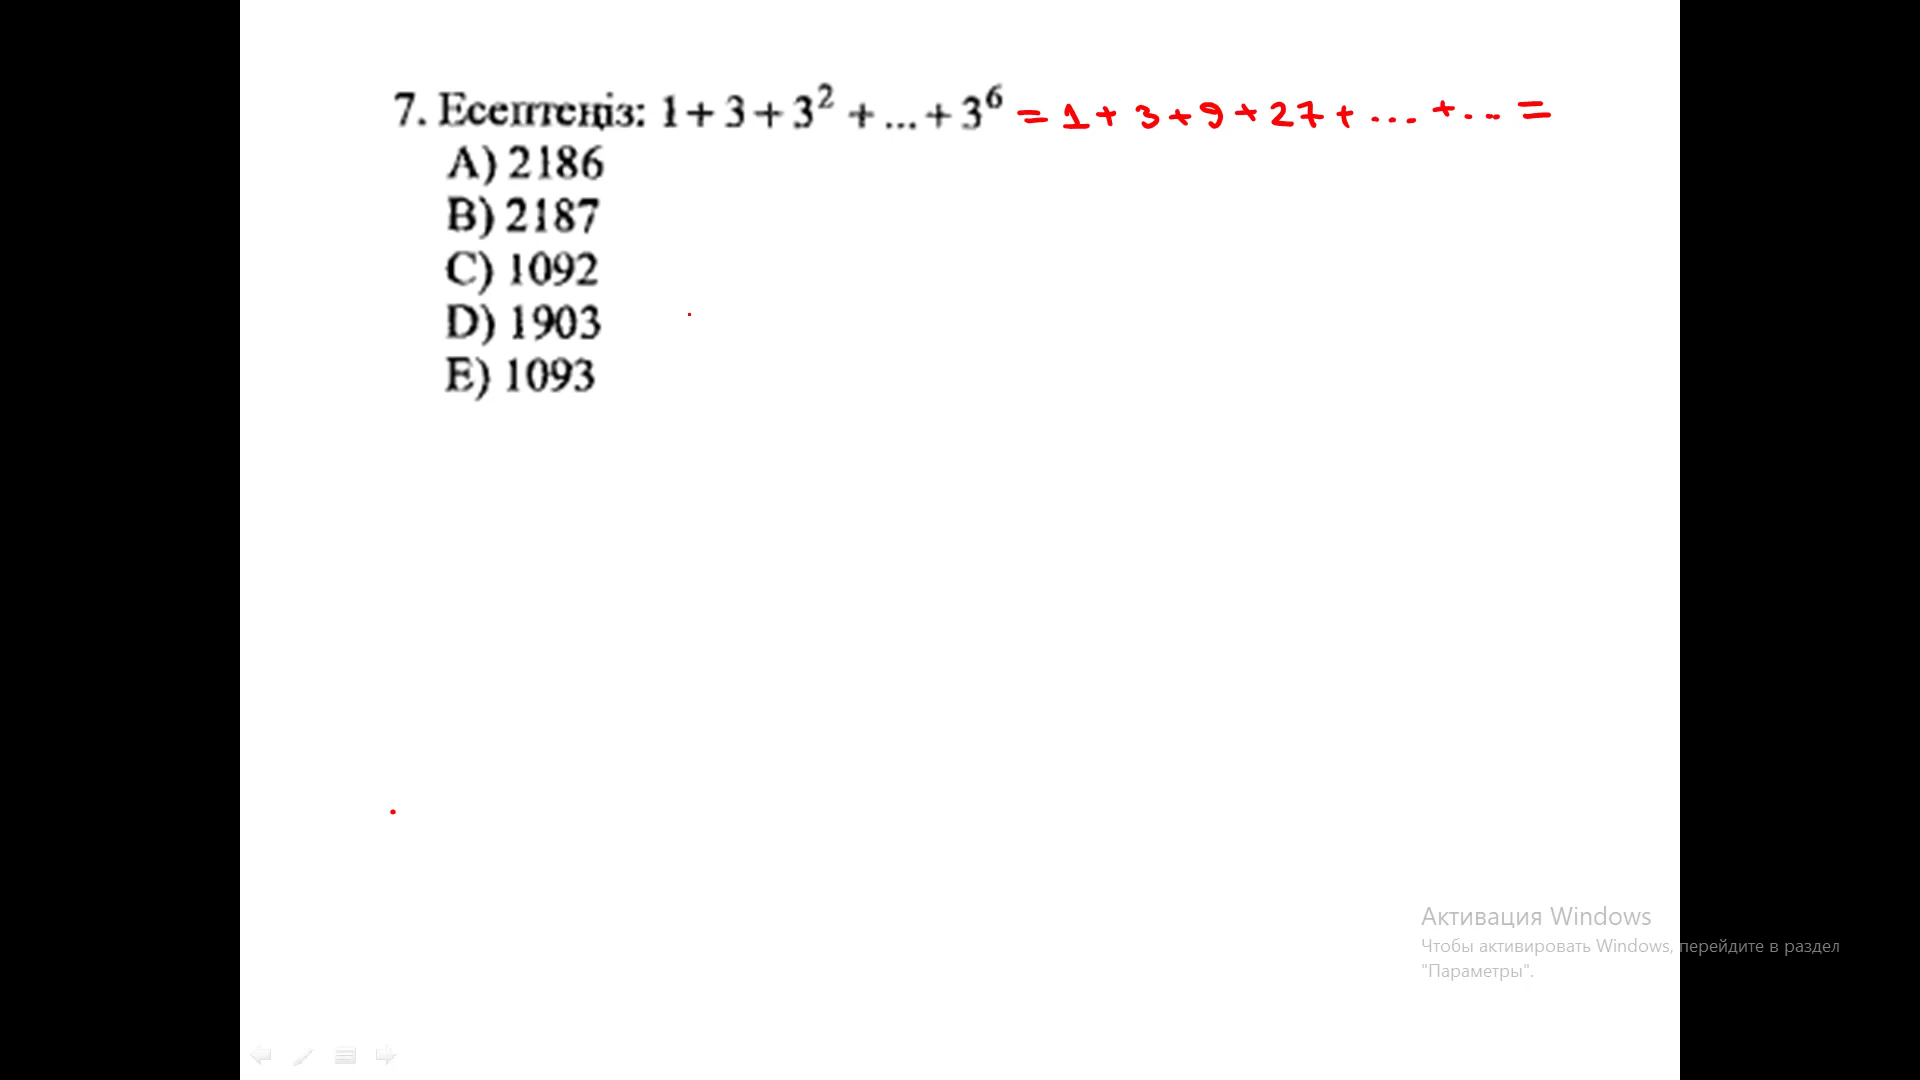 7. Есептеңіз: 1 + 3 + 3² + ... + 3⁶ = 1 + 3 + 9 + 27 + ... + ... =
A) 2186
B) 2187
C) 1092
D) 1903
E) 1093
Активация Windows
Чтобы активировать Windows, перейдите в раздел
"Параметры".